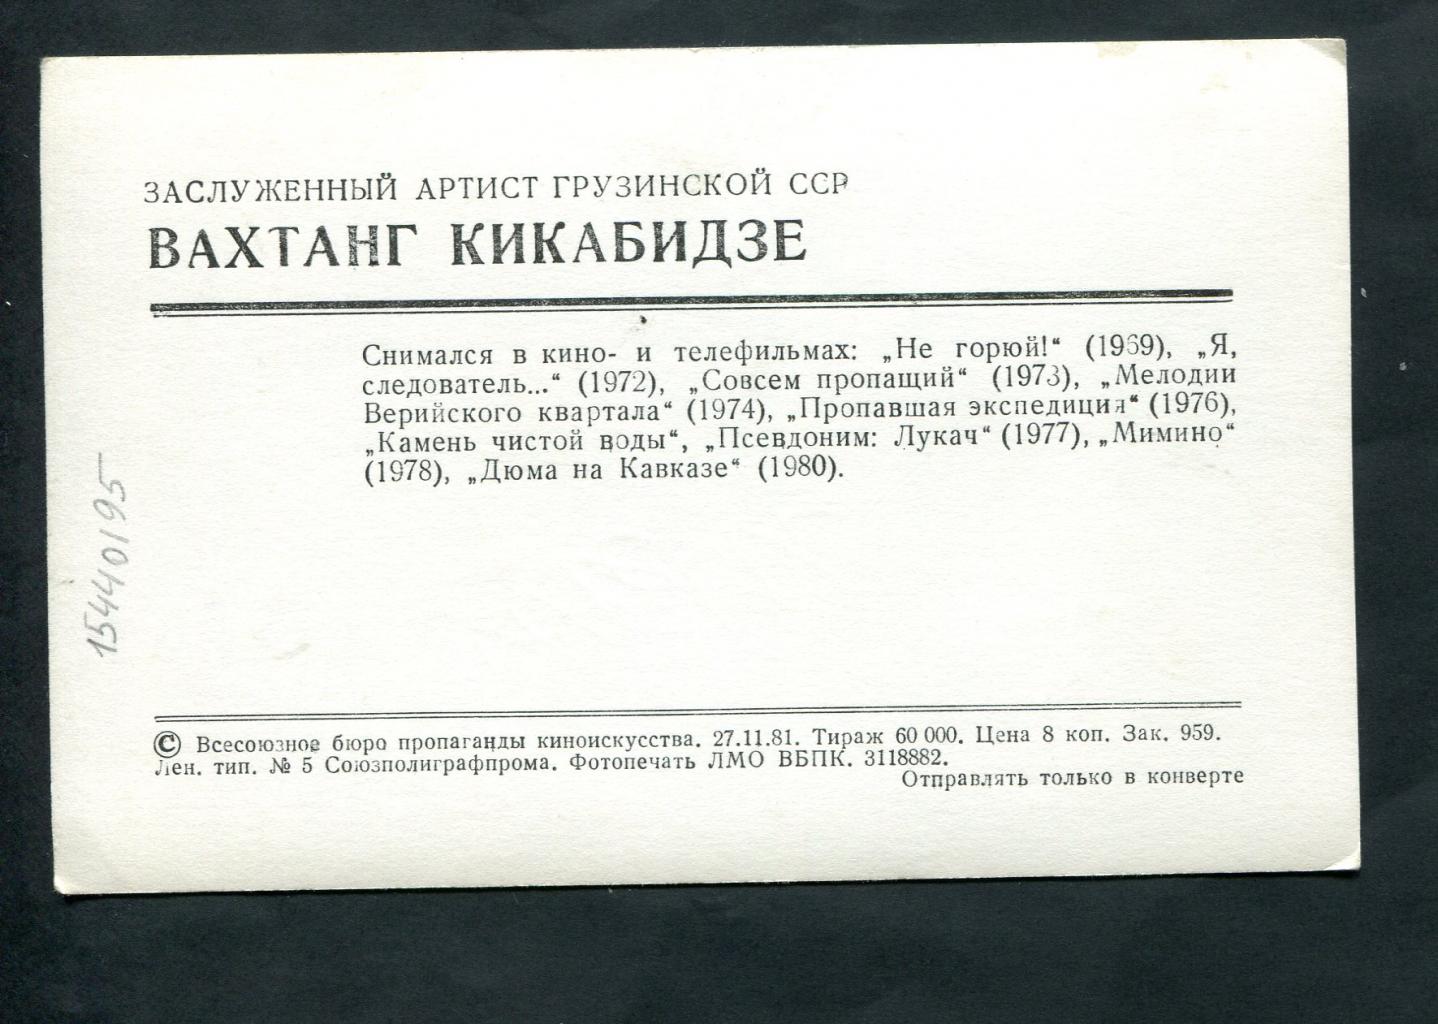 ЗАСЛУЖЕННЫЙ АРТИСТ ГРУЗИНСКОЙ ССР
ВАХТАНГ КИКАБИДЗЕ
Снимался в кино- и телефильмах: „Не горюй!“ (1969), „Я,
следователь...“ (1972), „Совсем пропащий“ (1973), „Мелодии
Верийского квартала“ (1974), „Пропавшая экспедиция“ (1976),
„Камень чистой воды“, „Псевдоним: Лукач“ (1977), „Мимино“
(1978), „Дюма на Кавказе“ (1980).
15440195
© Всесоюзное бюро пропаганды киноискусства. 27.11.81. Тираж 60 000. Цена 8 коп. Зак. 959.
Лен. тип. № 5 Союзполиграфпрома. Фотопечать ЛМО ВБПК. 3118882.
Отправлять только в конверте